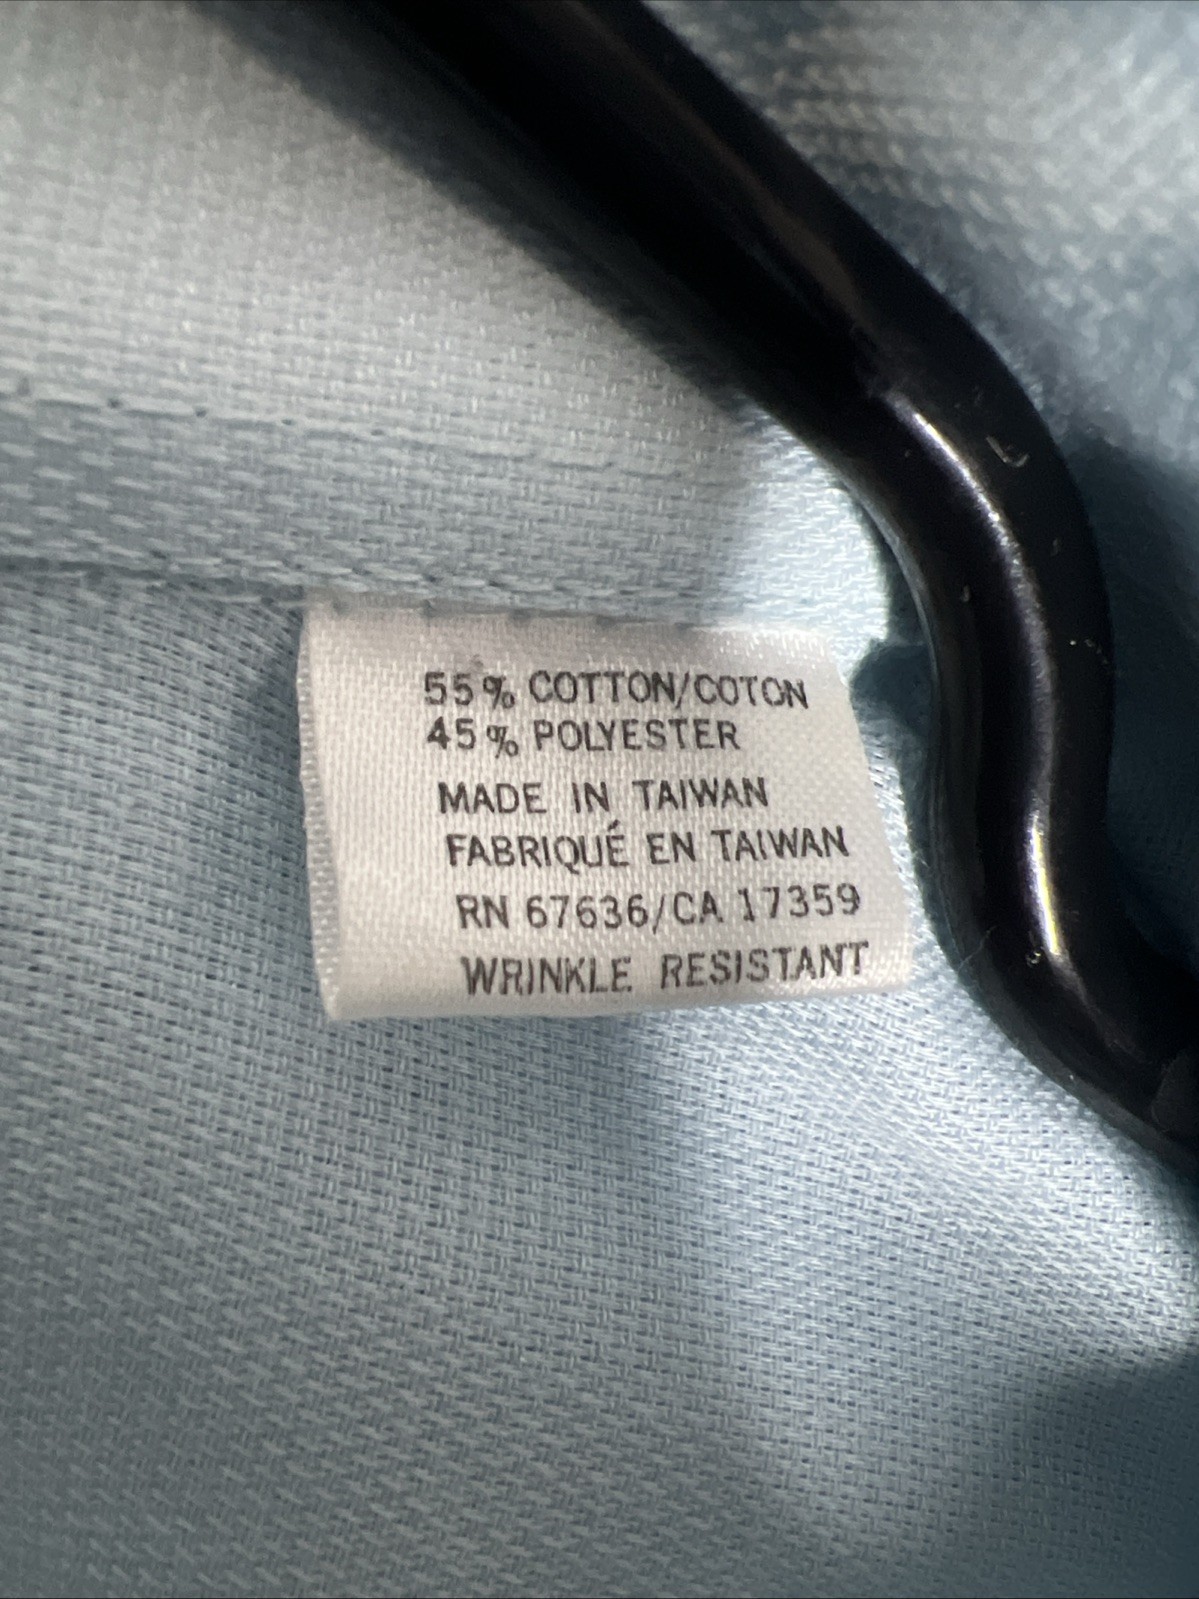 55% COTTON/COTON
45% POLYESTER
MADE IN TAIWAN
FABRIQUÉ EN TAIWAN
RN 67636/CA 17359
WRINKLE RESISTANT